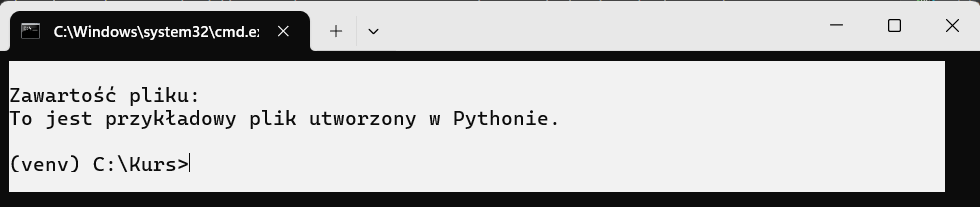 C:\Windows\system32\cmd.e
Zawartość pliku:
To jest przykładowy plik utworzony w Pythonie.
(venv) C:\Kurs>